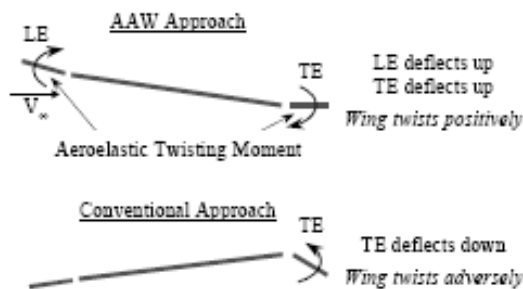 AAW Approach
LE
TE
V∞
LE deflects up
TE deflects up
Wing twists positively
Aeroelastic Twisting Moment
Conventional Approach
TE
TE deflects down
Wing twists adversely